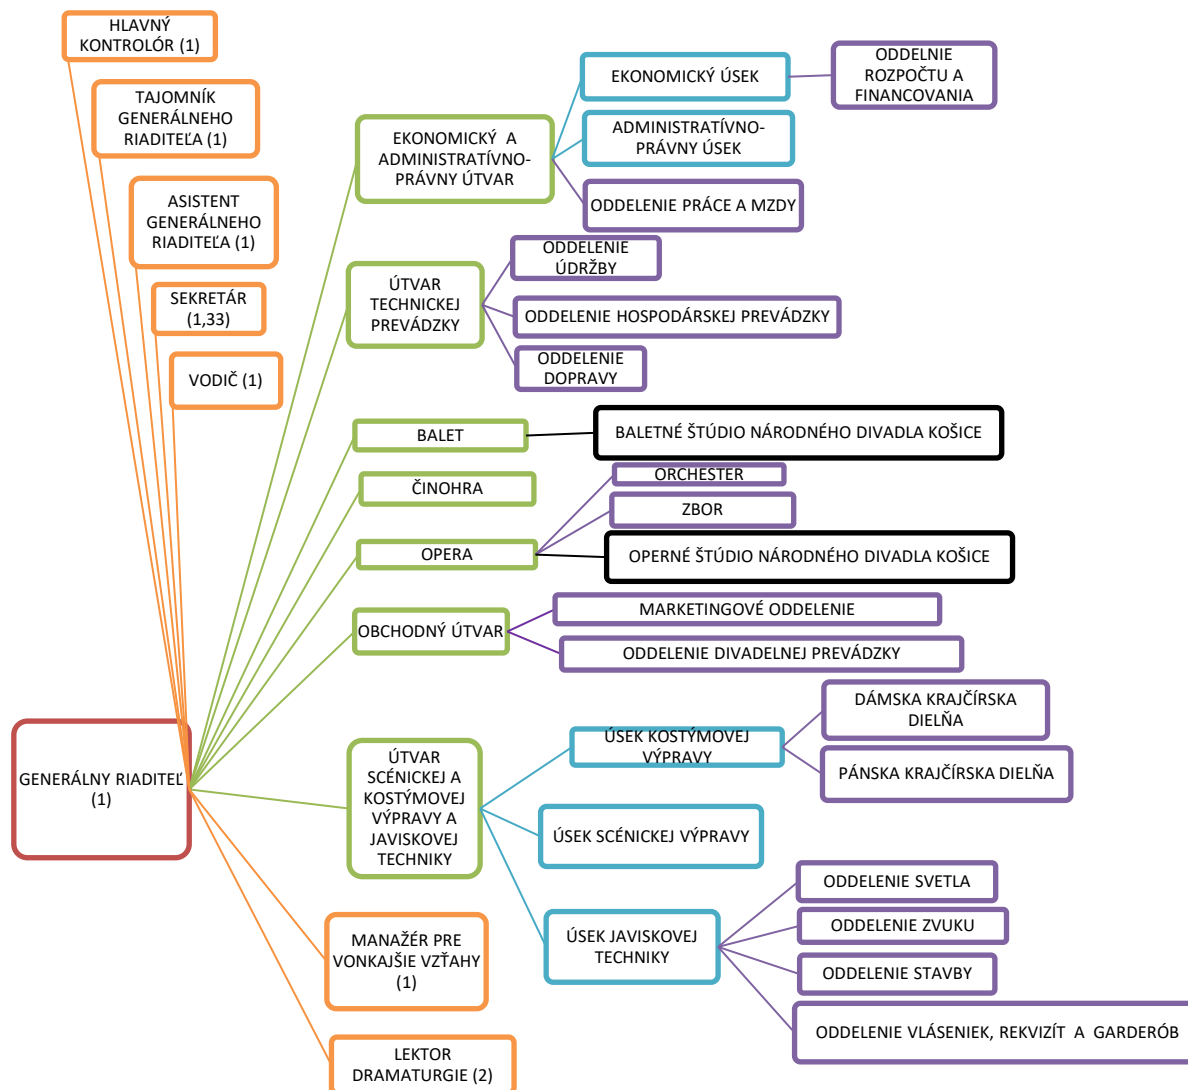 HLAVNÝ
KONTROLÓR (1)
TAJOMNÍK
GENERÁLNEHO
RIADITEĽA (1)
ASISTENT
GENERÁLNEHO
RIADITEĽA (1)
SEKRETÁR
(1,33)
VODIČ (1)
GENERÁLNY RIADITEĽ
(1)
EKONOMICKÝ A
ADMINISTRATÍVNO-
PRÁVNY ÚTVAR
EKONOMICKÝ ÚSEK
ODDELNIE
ROZPOČTU A
FINANCOVANIA
ADMINISTRATÍVNO-
PRÁVNY ÚSEK
ODDELENIE PRÁCE A MZDY
ÚTVAR
TECHNICKEJ
PREVÁDZKY
ODDELENIE
ÚDRŽBY
ODDELENIE HOSPODÁRSKEJ PREVÁDZKY
ODDELENIE
DOPRAVY
BALET
BALETNÉ ŠTÚDIO NÁRODNÉHO DIVADLA KOŠICE
ČINOHRA
OPERA
ORCHESTER
ZBOR
OPERNÉ ŠTÚDIO NÁRODNÉHO DIVADLA KOŠICE
OBCHODNÝ ÚTVAR
MARKETINGOVÉ ODDELENIE
ODDELENIE DIVADELNEJ PREVÁDZKY
ÚTVAR
SCÉNICKEJ A
KOSTÝMOVEJ
VÝPRAVY A
JAVISKOVEJ
TECHNIKY
ÚSEK KOSTÝMOVEJ
VÝPRAVY
DÁMSKA KRAJČÍRSKA
DIELŇA
PÁNSKA KRAJČÍRSKA DIELŇA
ÚSEK SCÉNICKEJ VÝPRAVY
ÚSEK JAVISKOVEJ
TECHNIKY
ODDELENIE SVETLA
ODDELENIE ZVUKU
ODDELENIE STAVBY
ODDELENIE VLÁSENIEK, REKVIZÍT A GARDERÓB
MANAŽÉR PRE
VONKAJŠIE VZŤAHY
(1)
LEKTOR
DRAMATURGIE (2)